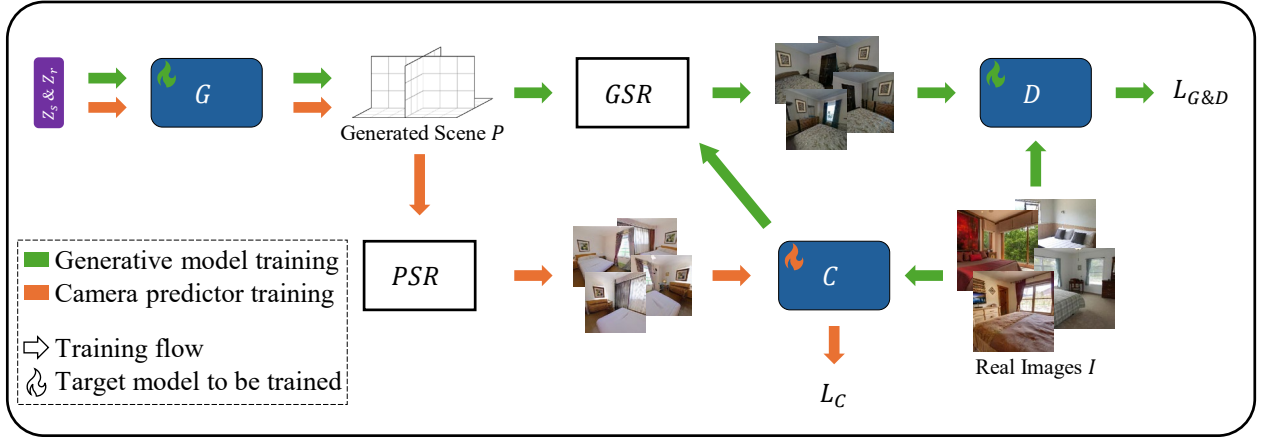 Z_s & Z_r
G
Generated Scene P
GSR
D
L_{G&D}
PSR
C
Real Images I
L_C
Generative model training
Camera predictor training
Training flow
Target model to be trained